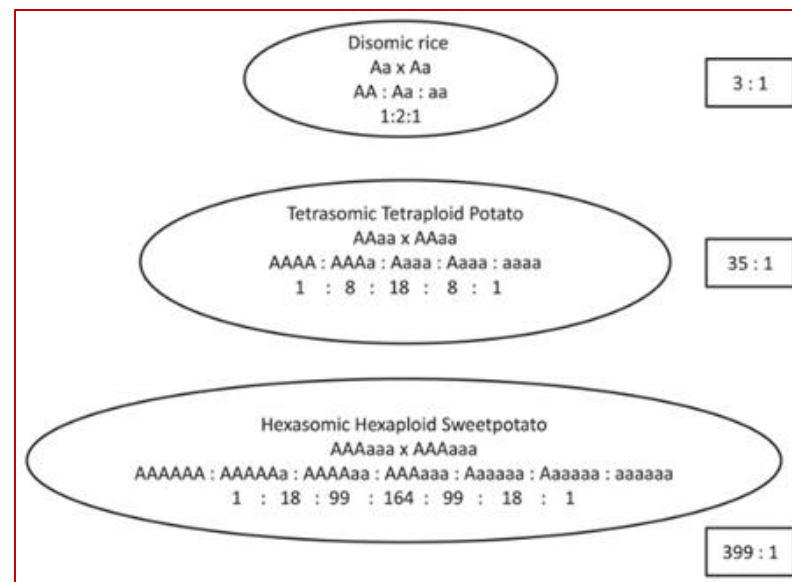 Disomic rice
Aa x Aa
AA : Aa : aa
1:2:1
3 : 1
Tetrasomic Tetraploid Potato
AAaa x AAaa
AAAA : AAAa : Aaaa : Aaaa : aaaa
1 : 8 : 18 : 8 : 1
35 : 1
Hexasomic Hexaploid Sweetpotato
AAAaaa x AAAaaa
AAAAAA : AAAAAa : AAAAaa : AAAaaa : Aaaaaa : Aaaaaa : aaaaaa
1 : 18 : 99 : 164 : 99 : 18 : 1
399 : 1